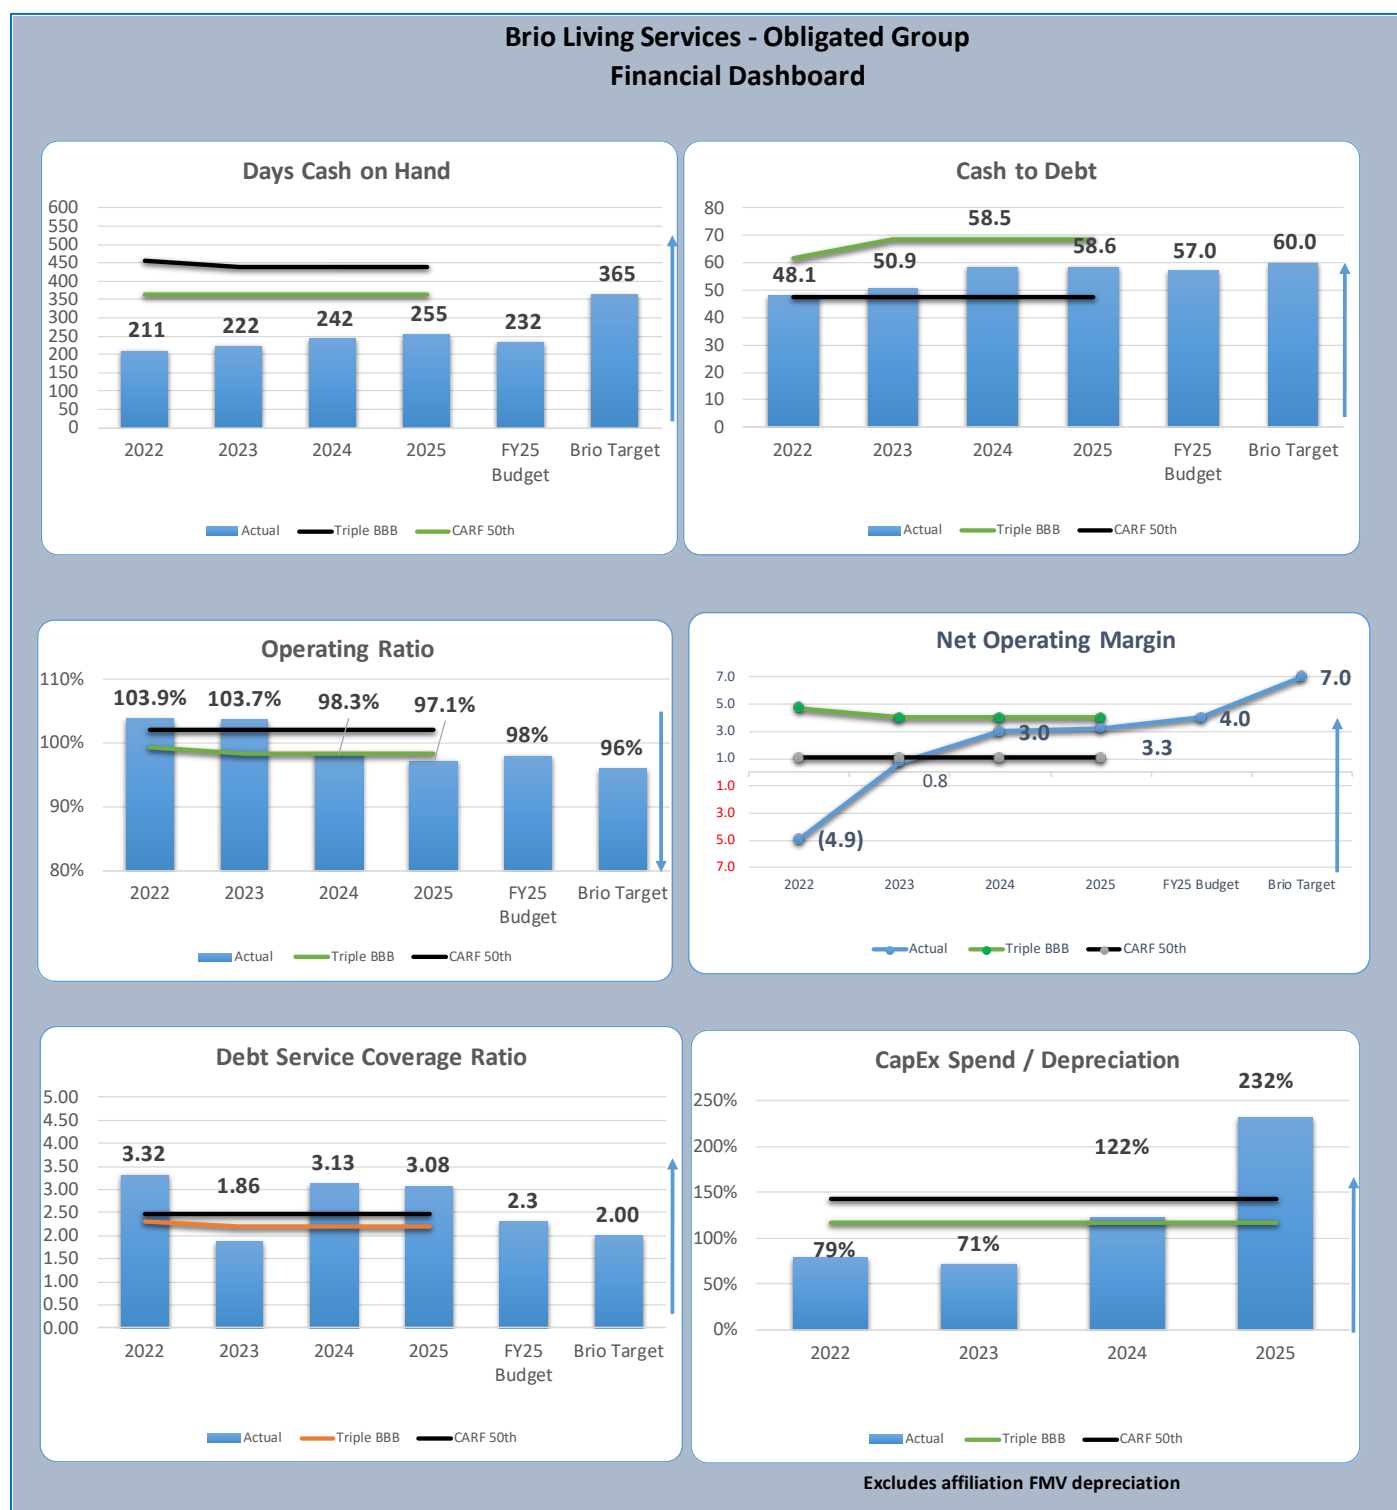 Brio Living Services - Obligated Group
Financial Dashboard
Days Cash on Hand
600
550
500
450
400
350
300
250
200
150
100
50
0
211
222
242
255
232
365
2022
2023
2024
2025
FY25
Budget
Brio Target
Actual
Triple BBB
CARF 50th
Cash to Debt
80
70
60
50
40
30
20
10
0
48.1
50.9
58.5
58.6
57.0
60.0
2022
2023
2024
2025
FY25
Budget
Brio Target
Actual
Triple BBB
CARF 50th
Operating Ratio
110%
100%
90%
80%
103.9%
103.7%
98.3%
97.1%
98%
96%
2022
2023
2024
2025
FY25
Budget
Brio Target
Actual
Triple BBB
CARF 50th
Net Operating Margin
7.0
5.0
3.0
1.0
1.0
3.0
5.0
7.0
(4.9)
0.8
3.0
3.3
4.0
7.0
2022
2023
2024
2025
FY25 Budget
Brio Target
Actual
Triple BBB
CARF 50th
Debt Service Coverage Ratio
5.00
4.50
4.00
3.50
3.00
2.50
2.00
1.50
1.00
0.50
0.00
3.32
1.86
3.13
3.08
2.3
2.00
2022
2023
2024
2025
FY25
Budget
Brio Target
Actual
Triple BBB
CARF 50th
CapEx Spend / Depreciation
250%
200%
150%
100%
50%
0%
79%
71%
122%
232%
2022
2023
2024
2025
Actual
Triple BBB
CARF 50th
Excludes affiliation FMV depreciation